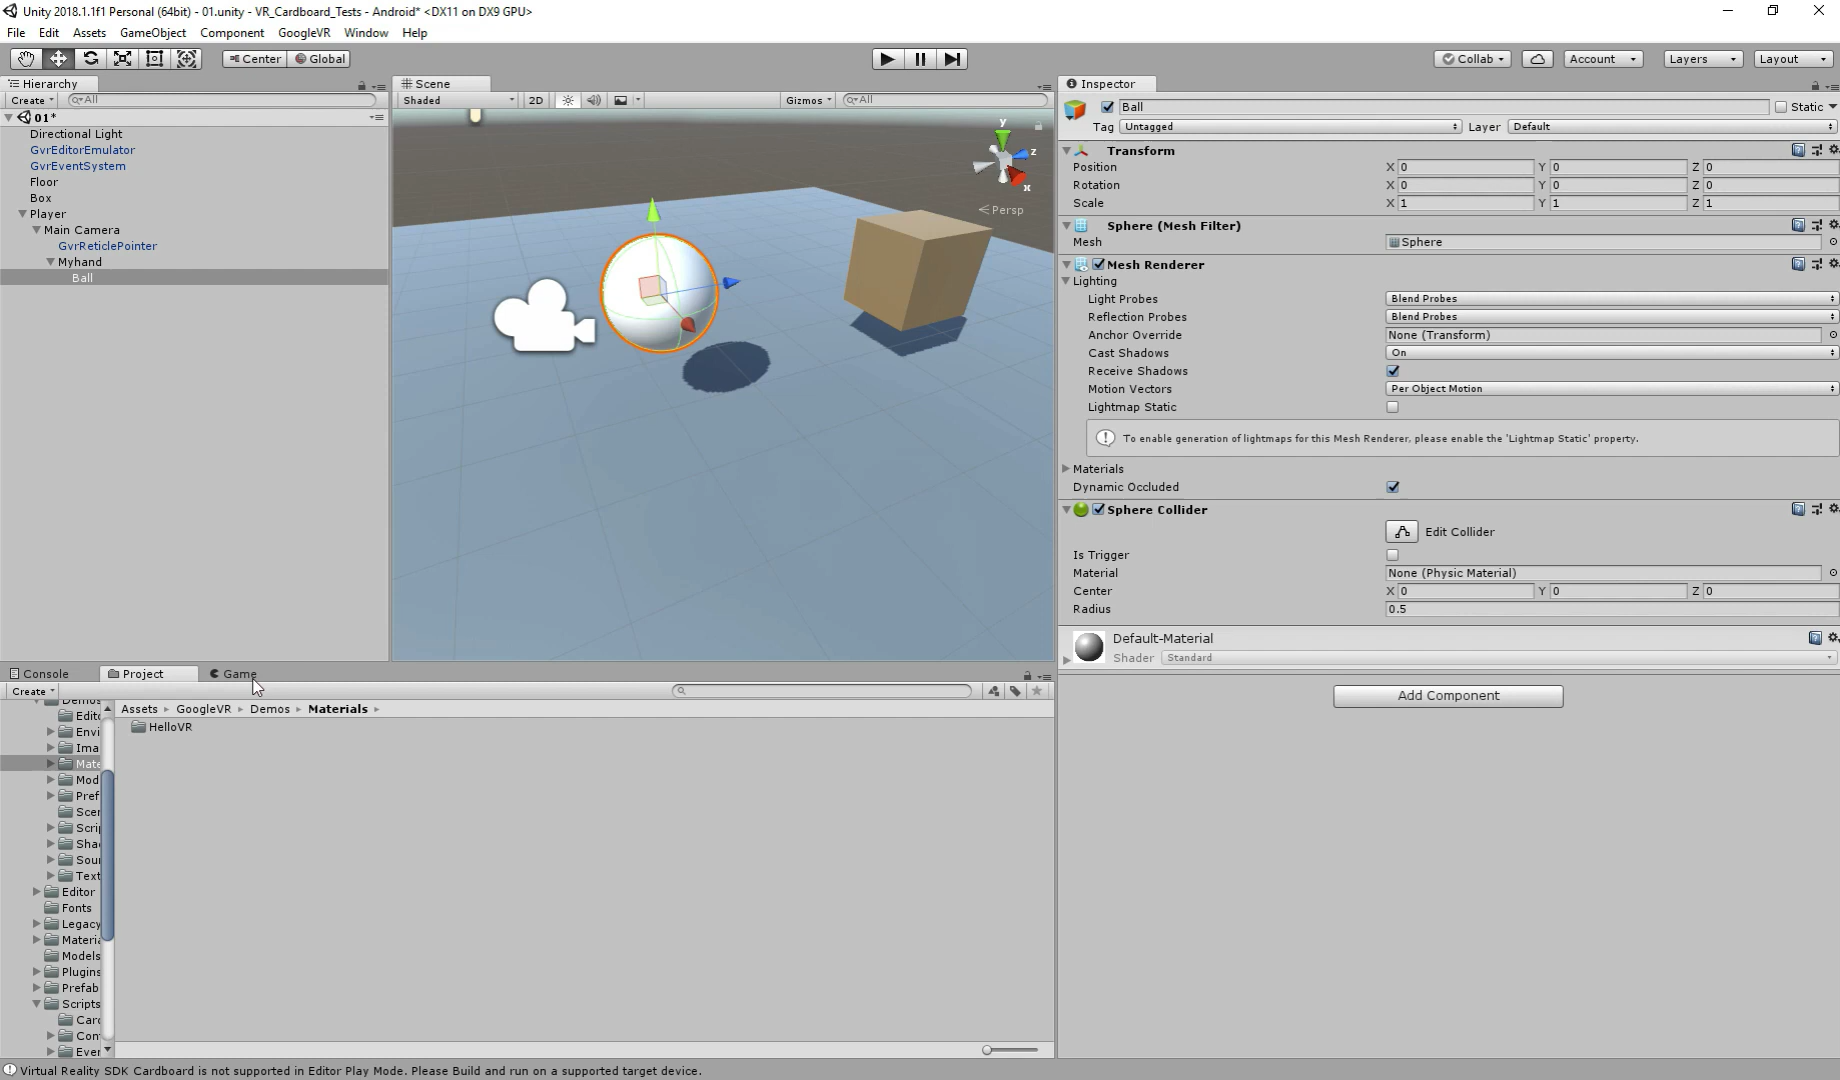 Unity 2018.1.1f1 Personal (64bit) - 01.unity - VR_Cardboard_Tests - Android* <DX11 on DX9 GPU>
File Edit Assets GameObject Component GoogleVR Window Help
Center Global Collab Account Layers Layout
Hierarchy
Create All
01*
Directional Light
GvrEditorEmulator
GvrEventSystem
Floor
Box
Player
Main Camera
GvrReticlePointer
Myhand
Ball
Scene
Shaded 2D Gizmos All
y
z
x
Persp
Inspector
Ball Static
Tag Untagged Layer Default
Transform
Position X 0 Y 0 Z 0
Rotation X 0 Y 0 Z 0
Scale X 1 Y 1 Z 1
Sphere (Mesh Filter)
Mesh Sphere
Mesh Renderer
Lighting
Light Probes Blend Probes
Reflection Probes Blend Probes
Anchor Override None (Transform)
Cast Shadows On
Receive Shadows
Motion Vectors Per Object Motion
Lightmap Static
To enable generation of lightmaps for this Mesh Renderer, please enable the 'Lightmap Static' property.
Materials
Dynamic Occluded
Sphere Collider
Edit Collider
Is Trigger
Material None (Physic Material)
Center X 0 Y 0 Z 0
Radius 0.5
Default-Material
Shader Standard
Add Component
Console Project Game
Create
Demos
Edito
Envi
Ima
Mate
Mod
Pref
Scer
Scrip
Sha
Sour
Text
Editor
Fonts
Legacy
Materia
Models
Plugins
Prefab
Scripts
Card
Con
Ever
Assets GoogleVR Demos Materials
HelloVR
Virtual Reality SDK Cardboard is not supported in Editor Play Mode. Please Build and run on a supported target device.